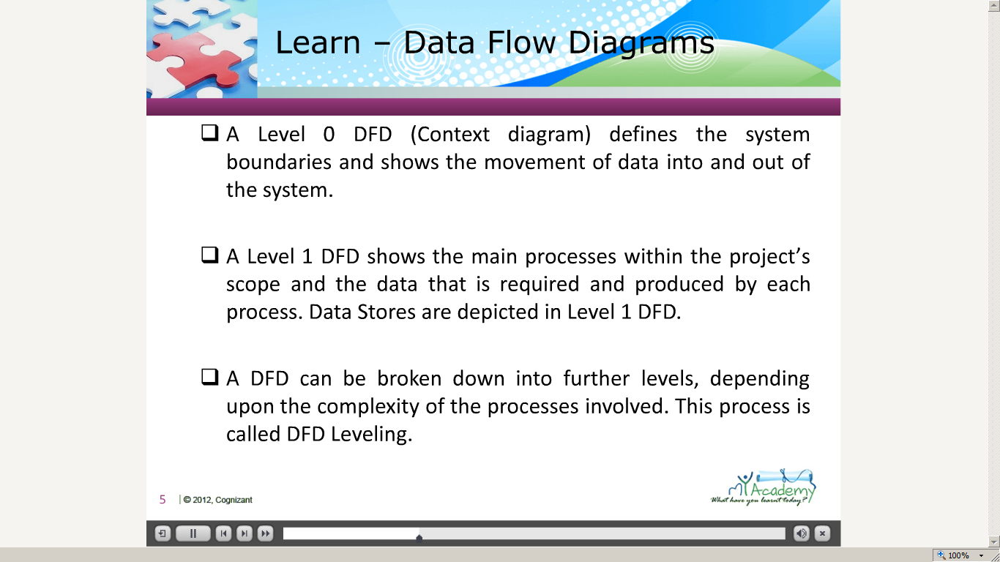 Learn – Data Flow Diagrams
❑ A Level 0 DFD (Context diagram) defines the system
boundaries and shows the movement of data into and out of
the system.
❑ A Level 1 DFD shows the main processes within the project’s
scope and the data that is required and produced by each
process. Data Stores are depicted in Level 1 DFD.
❑ A DFD can be broken down into further levels, depending
upon the complexity of the processes involved. This process is
called DFD Leveling.
myAcademy
What have you learnt today?
5 | © 2012, Cognizant
100%